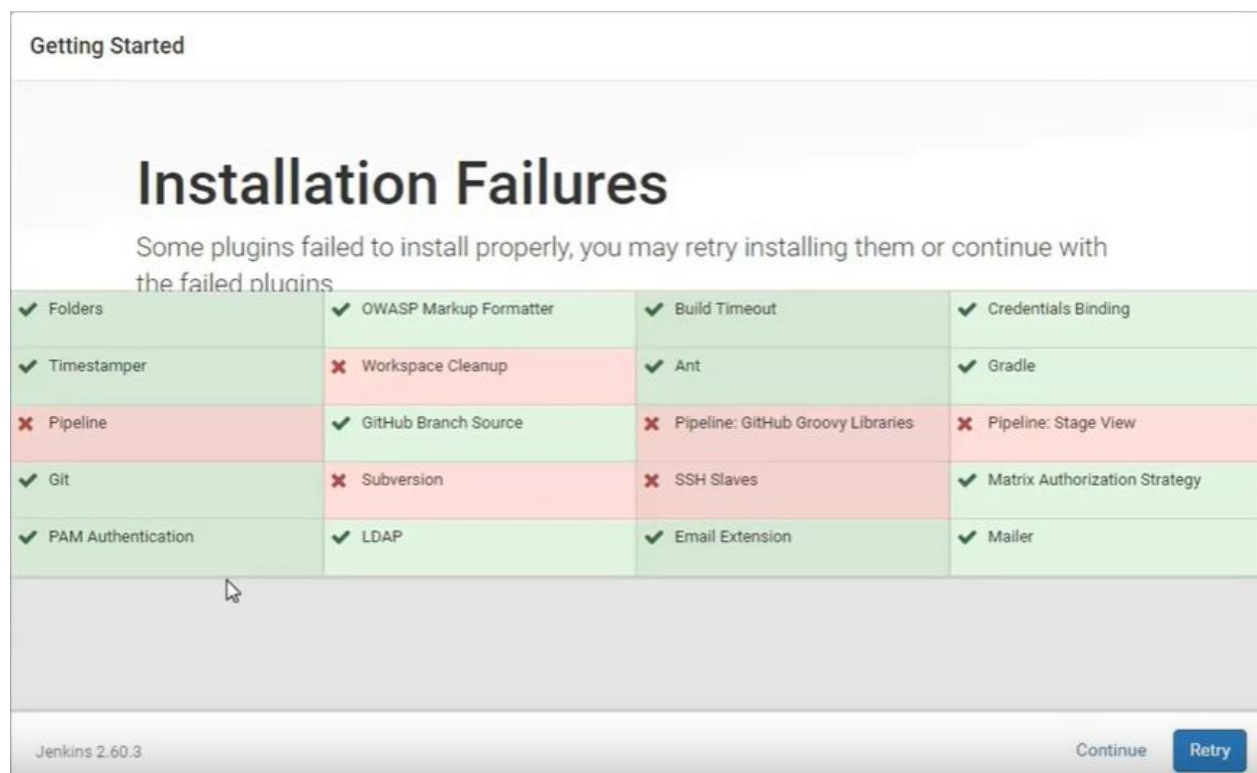 Getting Started
Installation Failures
Some plugins failed to install properly, you may retry installing them or continue with
the failed plugins
Folders OWASP Markup Formatter Build Timeout Credentials Binding
Timestamper Workspace Cleanup Ant Gradle
Pipeline GitHub Branch Source Pipeline: GitHub Groovy Libraries Pipeline: Stage View
Git Subversion SSH Slaves Matrix Authorization Strategy
PAM Authentication LDAP Email Extension Mailer
Jenkins 2.60.3 Continue Retry